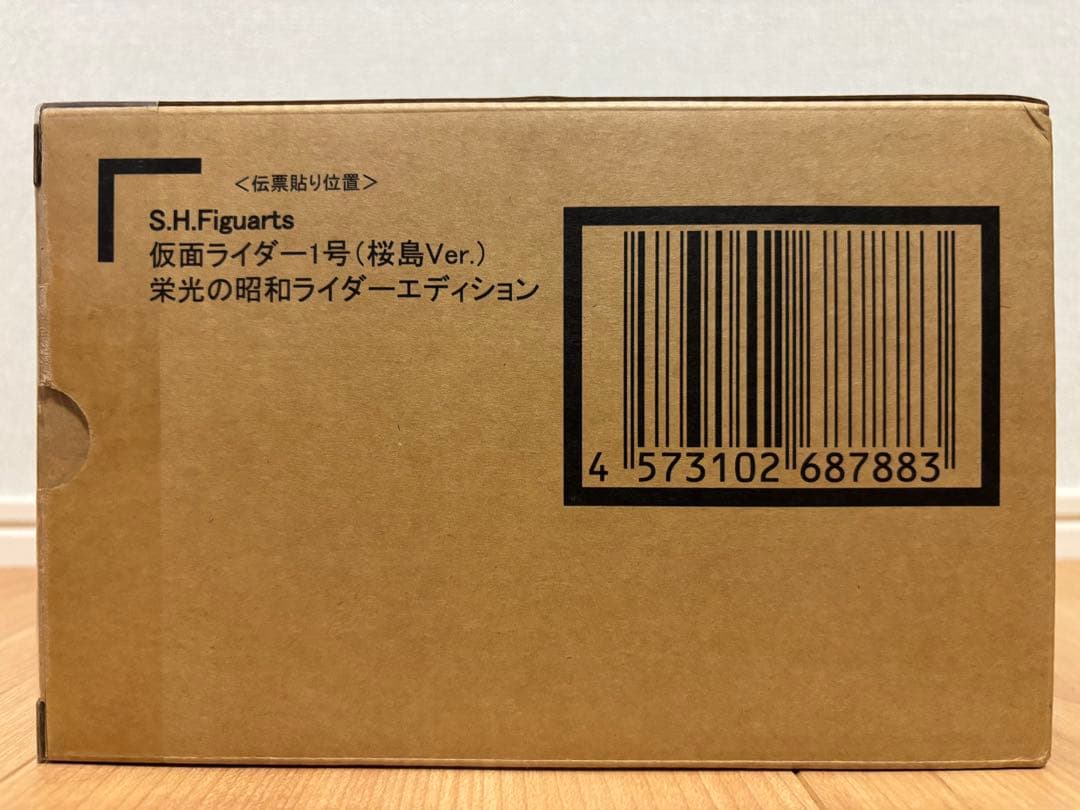 ＜伝票貼り位置＞
S.H.Figuarts
仮面ライダー1号(桜島Ver.)
栄光の昭和ライダーエディション
4 573102 687883